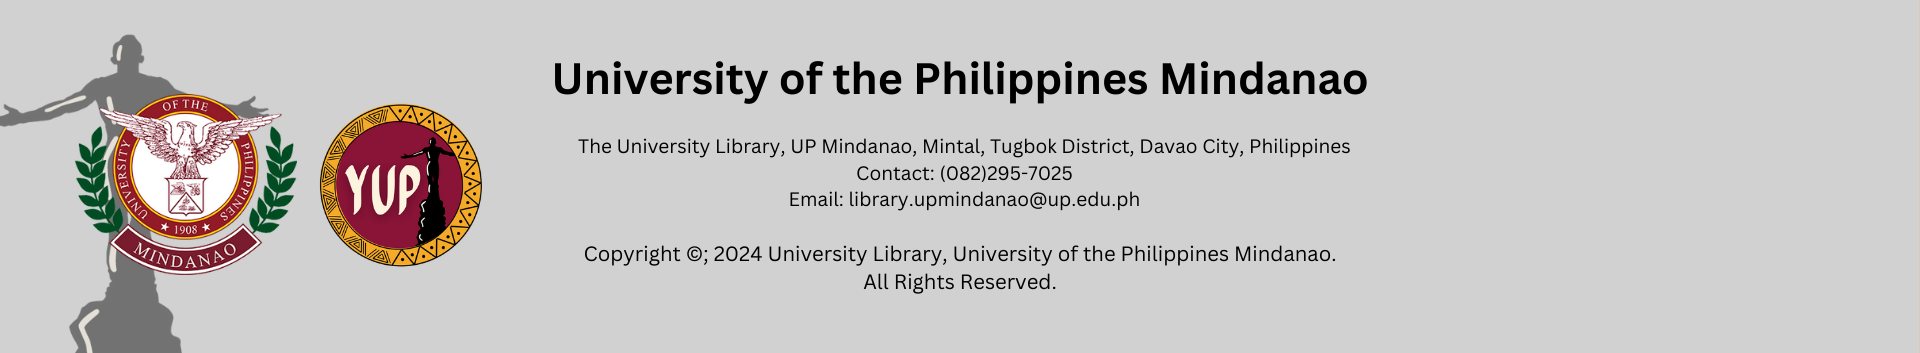 UNIVERSITY OF THE PHILIPPINES
1908
MINDANAO
YUP
University of the Philippines Mindanao
The University Library, UP Mindanao, Mintal, Tugbok District, Davao City, Philippines
Contact: (082)295-7025
Email: library.upmindanao@up.edu.ph
Copyright ©; 2024 University Library, University of the Philippines Mindanao.
All Rights Reserved.